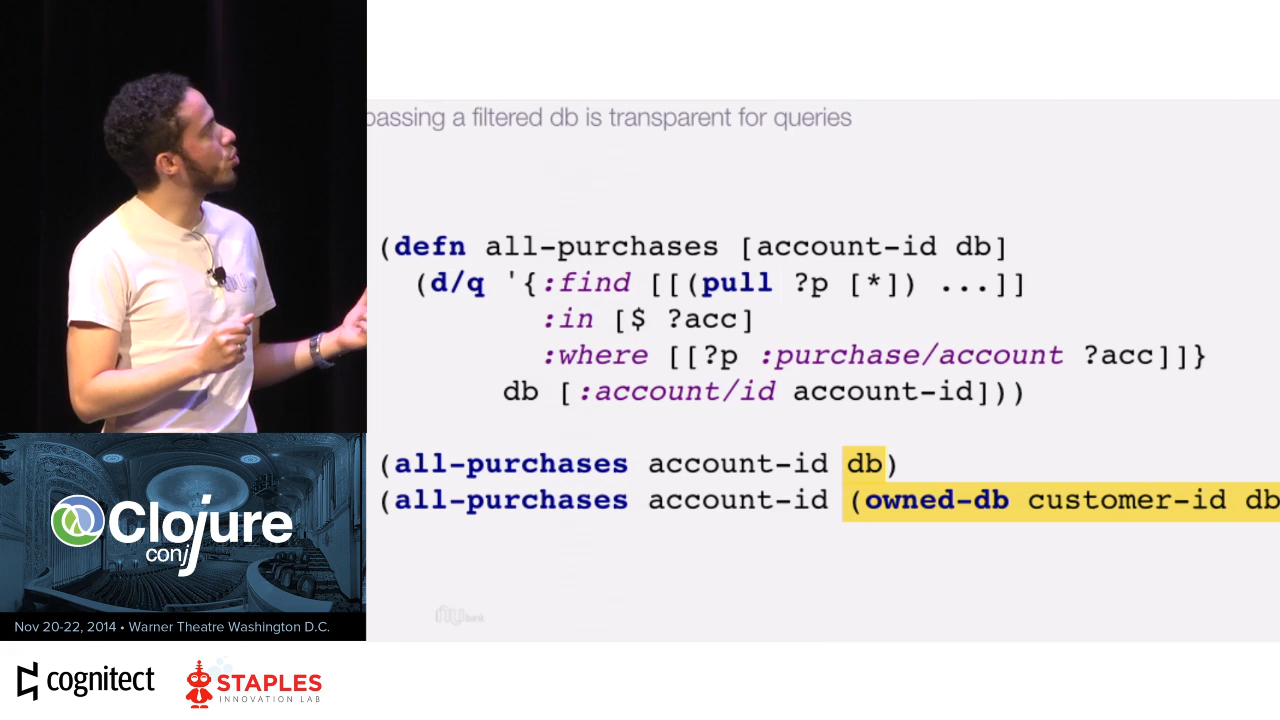 passing a filtered db is transparent for queries
(defn all-purchases [account-id db]
(d/q '{:find [[(pull ?p [*]) ...]]
:in [$ ?acc]
:where [[?p :purchase/account ?acc]]}
db [:account/id account-id]))
(all-purchases account-id db)
(all-purchases account-id (owned-db customer-id db
nu bank
Clojure
conj
Nov 20-22, 2014 • Warner Theatre Washington D.C.
cognitect
STAPLES
INNOVATION LAB